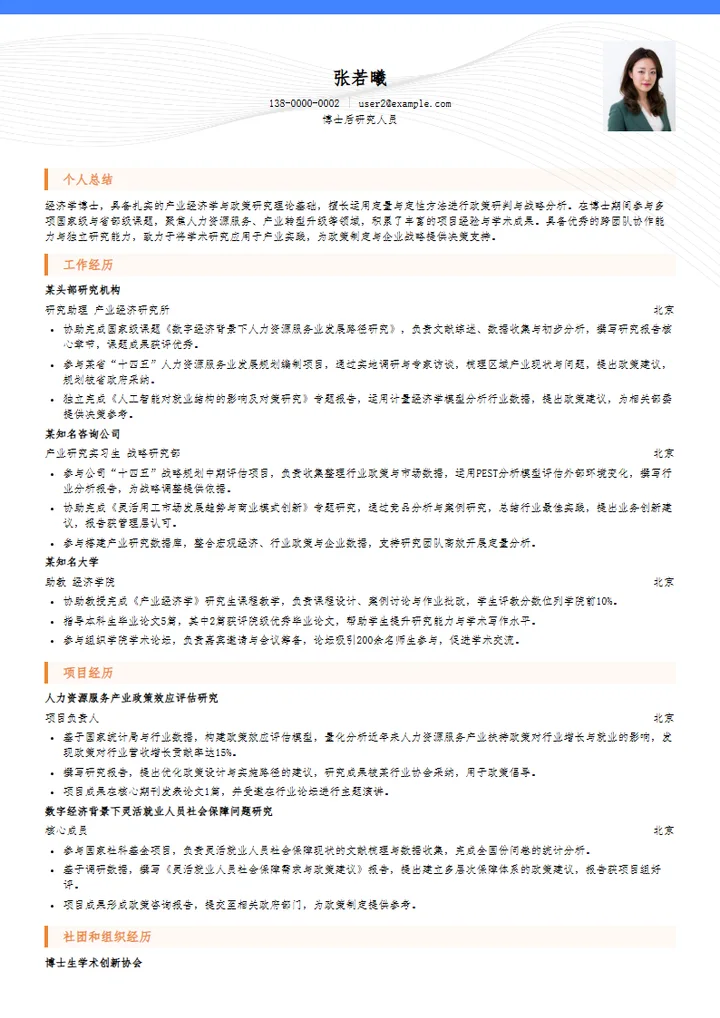 张若曦
138-0000-0002 | user2@example.com
博士后研究人员
个人总结
经济学博士，具备扎实的产业经济学与政策研究理论基础，擅长运用定量与定性方法进行政策研判与战略分析。在博士期间参与多
项国家级与省部级课题，聚焦人力资源服务、产业转型升级等领域，积累了丰富的项目经验与学术成果。具备优秀的跨团队协作能
力与独立研究能力，致力于将学术研究应用于产业实践，为政策制定与企业战略提供决策支持。
工作经历
某头部研究机构
研究助理 产业经济研究所 北京
• 协助完成国家级课题《数字经济背景下人力资源服务业发展路径研究》，负责文献综述、数据收集与初步分析，撰写研究报告核
心章节，课题成果获评优秀。
• 参与某省“十四五”人力资源服务业发展规划编制项目，通过实地调研与专家访谈，梳理区域产业现状与问题，提出政策建议，
规划被省政府采纳。
• 独立完成《人工智能对就业结构的影响及对策研究》专题报告，运用计量经济学模型分析行业数据，提出政策建议，为相关部委
提供决策参考。
某知名咨询公司
产业研究实习生 战略研究部 北京
• 参与公司“十四五”战略规划中期评估项目，负责收集整理行业政策与市场数据，运用PEST分析模型评估外部环境变化，撰写行
业分析报告，为战略调整提供依据。
• 协助完成《灵活用工市场发展趋势与商业模式创新》专题研究，通过竞品分析与案例研究，总结行业最佳实践，提出业务创新建
议，报告获管理层认可。
• 参与搭建产业研究数据库，整合宏观经济、行业政策与企业数据，支持研究团队高效开展定量分析。
某知名大学
助教 经济学院 北京
• 协助教授完成《产业经济学》研究生课程教学，负责课程设计、案例讨论与作业批改，学生评教分数位列学院前10%。
• 指导本科生毕业论文5篇，其中2篇获评院级优秀毕业论文，帮助学生提升研究能力与学术写作水平。
• 参与组织学院学术论坛，负责嘉宾邀请与会议筹备，论坛吸引200余名师生参与，促进学术交流。
项目经历
人力资源服务产业政策效应评估研究
项目负责人 北京
• 基于国家统计局与行业数据，构建政策效应评估模型，量化分析近年来人力资源服务产业扶持政策对行业增长与就业的影响，发
现政策对行业营收增长贡献率达15%。
• 撰写研究报告，提出优化政策设计与实施路径的建议，研究成果被某行业协会采纳，用于政策倡导。
• 项目成果在核心期刊发表论文1篇，并受邀在行业论坛进行主题演讲。
数字经济背景下灵活就业人员社会保障问题研究
核心成员 北京
• 参与国家社科基金项目，负责灵活就业人员社会保障现状的文献梳理与数据收集，完成全国份问卷的统计分析。
• 基于调研数据，撰写《灵活就业人员社会保障需求与政策建议》报告，提出建立多层次保障体系的政策建议，报告获项目组好
评。
• 项目成果形成政策咨询报告，提交至相关政府部门，为政策制定提供参考。
社团和组织经历
博士生学术创新协会